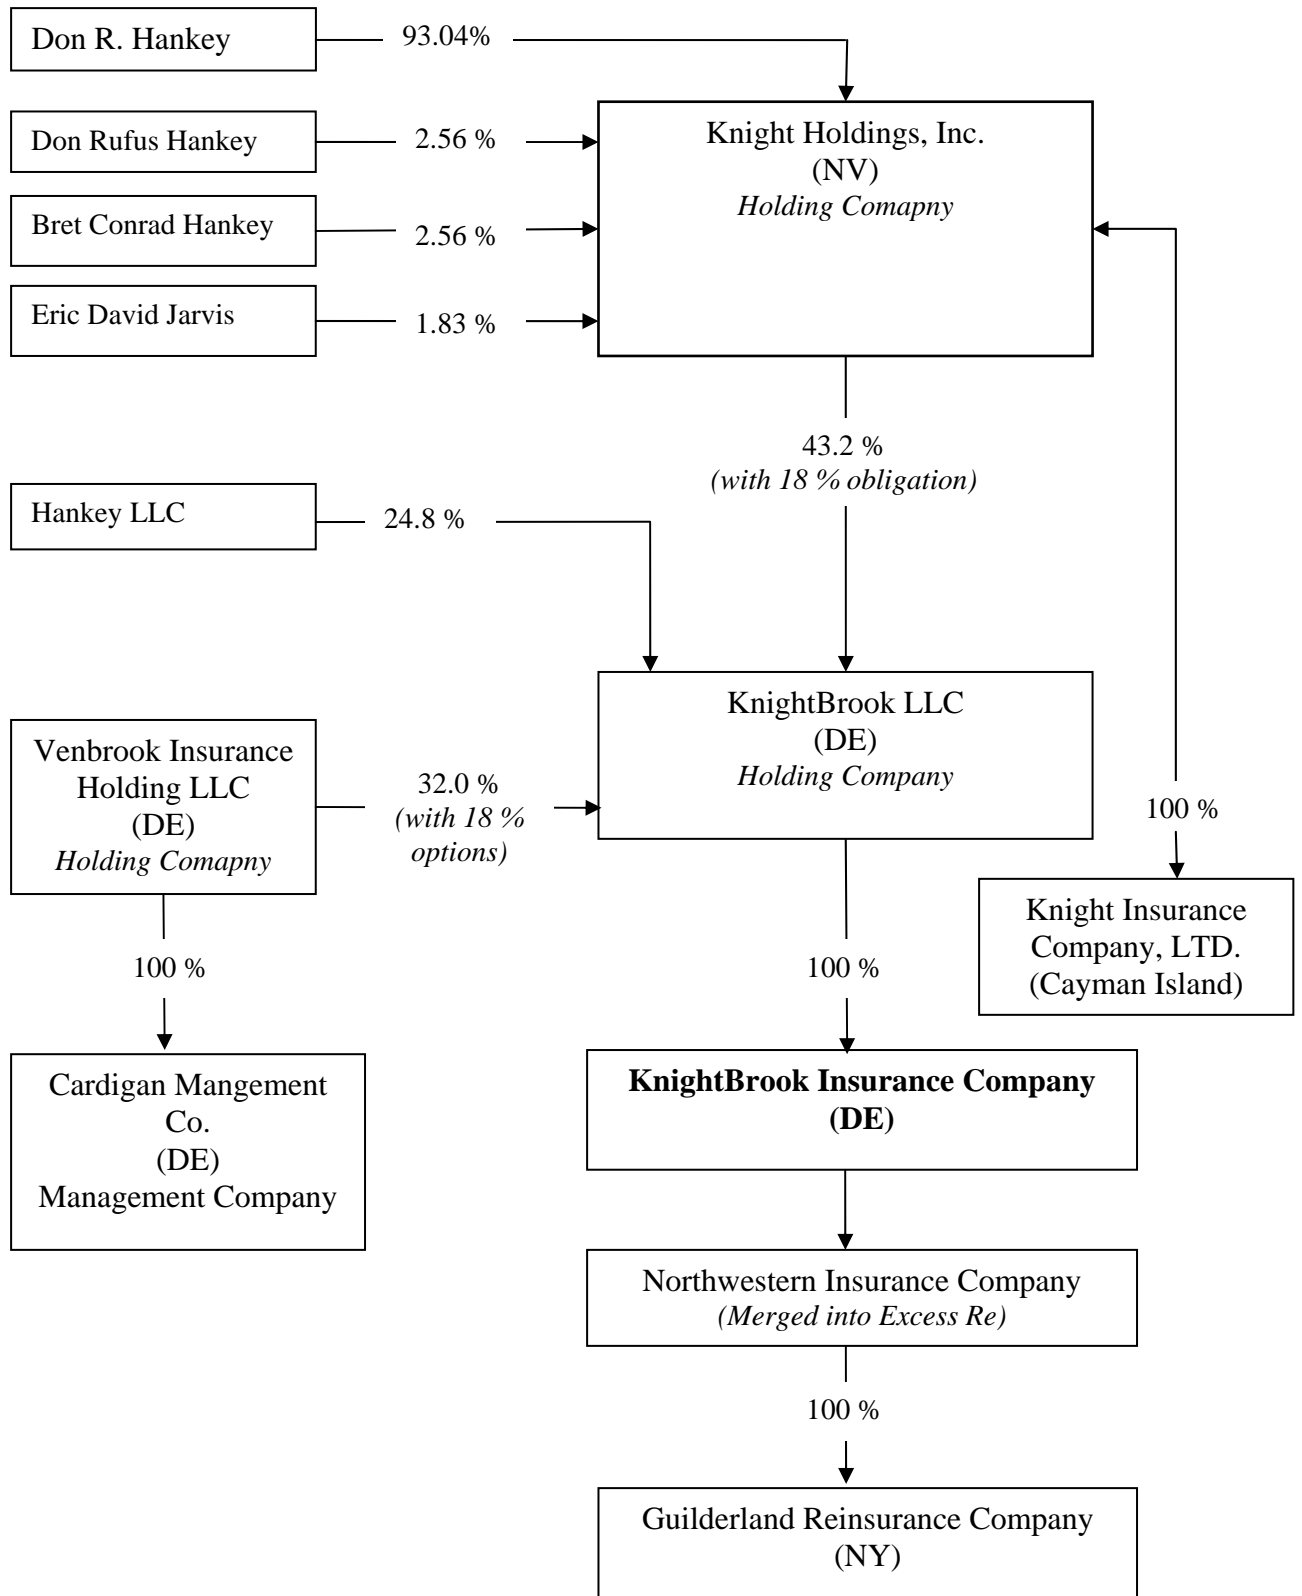 Don R. Hankey
93.04%
Don Rufus Hankey
2.56 %
Knight Holdings, Inc.
(NV)
Holding Comapny
Bret Conrad Hankey
2.56 %
Eric David Jarvis
1.83 %
43.2 %
(with 18 % obligation)
Hankey LLC
24.8 %
KnightBrook LLC
(DE)
Holding Company
Venbrook Insurance
Holding LLC
(DE)
Holding Comapny
32.0 %
(with 18 %
options)
100 %
Knight Insurance
Company, LTD.
(Cayman Island)
100 %
100 %
Cardigan Mangement
Co.
(DE)
Management Company
KnightBrook Insurance Company
(DE)
Northwestern Insurance Company
(Merged into Excess Re)
100 %
Guilderland Reinsurance Company
(NY)